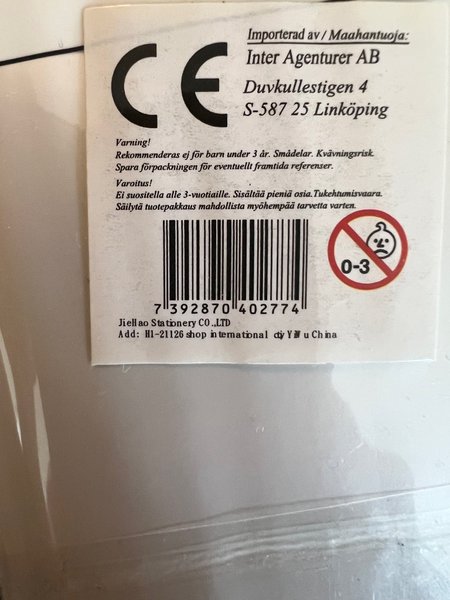 CE
Importerad av / Maahantuoja:
Inter Agenturer AB
Duvkullestigen 4
S-587 25 Linköping
Varning!
Rekommenderas ej för barn under 3 år. Smådelar. Kvävningsrisk.
Spara förpackningen för eventuellt framtida referenser.
Varoitus!
Ei suositella alle 3-vuotiaille. Sisältää pieniä osia.Tukehtumisvaara.
Säilytä tuotepakkaus mahdollista myöhempää tarvetta varten.
0-3
7 392870 402774
JieHao Stationery CO.,LTD
Add: H1-21126 shop international u China